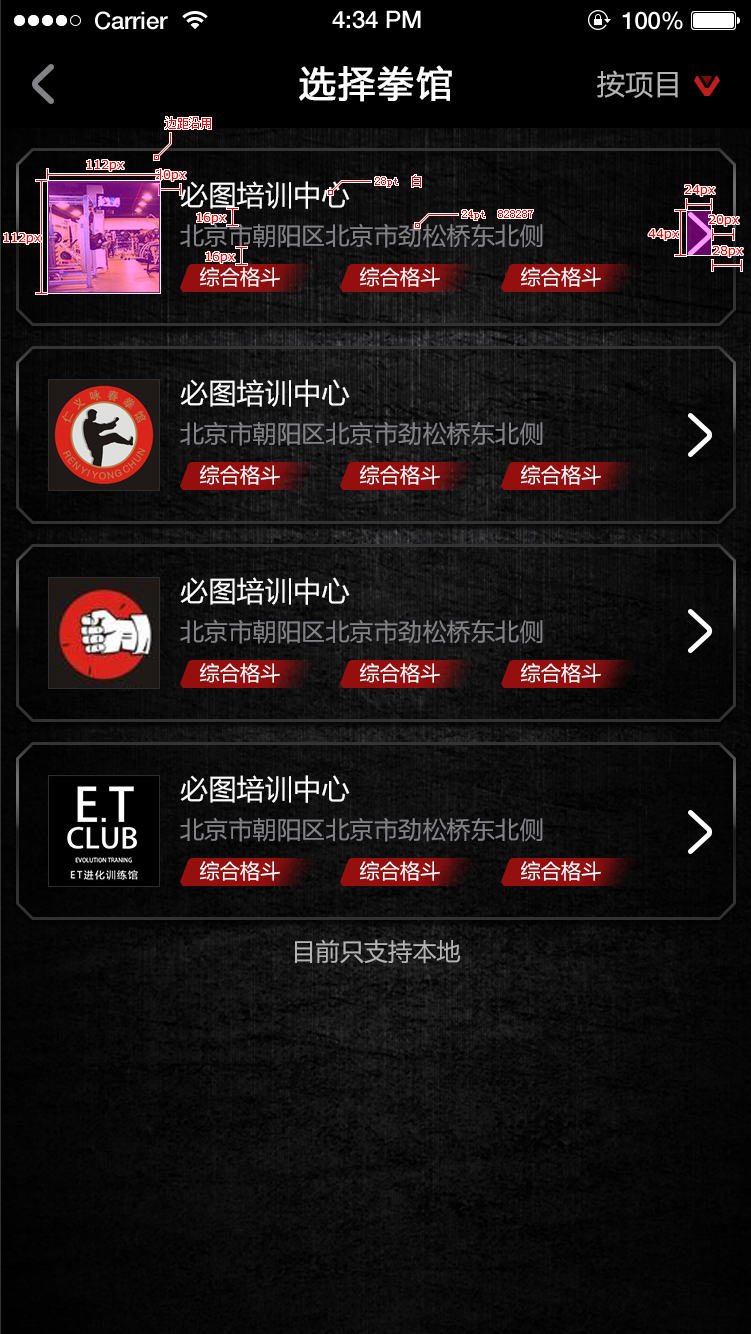 Carrier 4:34 PM 100%
选择拳馆 按项目
边距沿用
112px
40px
112px
必图培训中心
28pt 白
16px
北京市朝阳区北京市劲松桥东北侧
24pt 828287
16px
综合格斗 综合格斗 综合格斗
24px
44px
20px
28px
仁义咏春拳馆
RENYIYONGCHUN
必图培训中心
北京市朝阳区北京市劲松桥东北侧
综合格斗 综合格斗 综合格斗
必图培训中心
北京市朝阳区北京市劲松桥东北侧
综合格斗 综合格斗 综合格斗
E.T
CLUB
EVOLUTION TRANING
ET进化训练馆
必图培训中心
北京市朝阳区北京市劲松桥东北侧
综合格斗 综合格斗 综合格斗
目前只支持本地